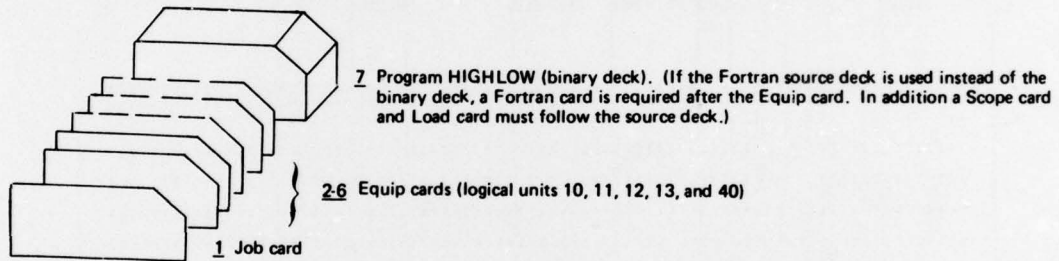 7 Program HIGHLOW (binary deck). (If the Fortran source deck is used instead of the
binary deck, a Fortran card is required after the Equip card. In addition a Scope card
and Load card must follow the source deck.)
2-6 Equip cards (logical units 10, 11, 12, 13, and 40)
1 Job card